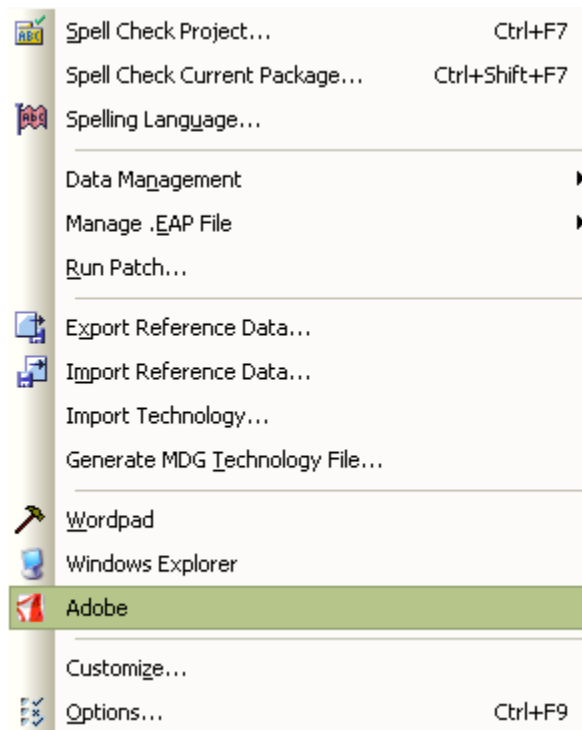 Spell Check Project... Ctrl+F7
Spell Check Current Package... Ctrl+Shift+F7
Spelling Language...
Data Management
Manage .EAP File
Run Patch...
Export Reference Data...
Import Reference Data...
Import Technology...
Generate MDG Technology File...
Wordpad
Windows Explorer
Adobe
Customize...
Options... Ctrl+F9